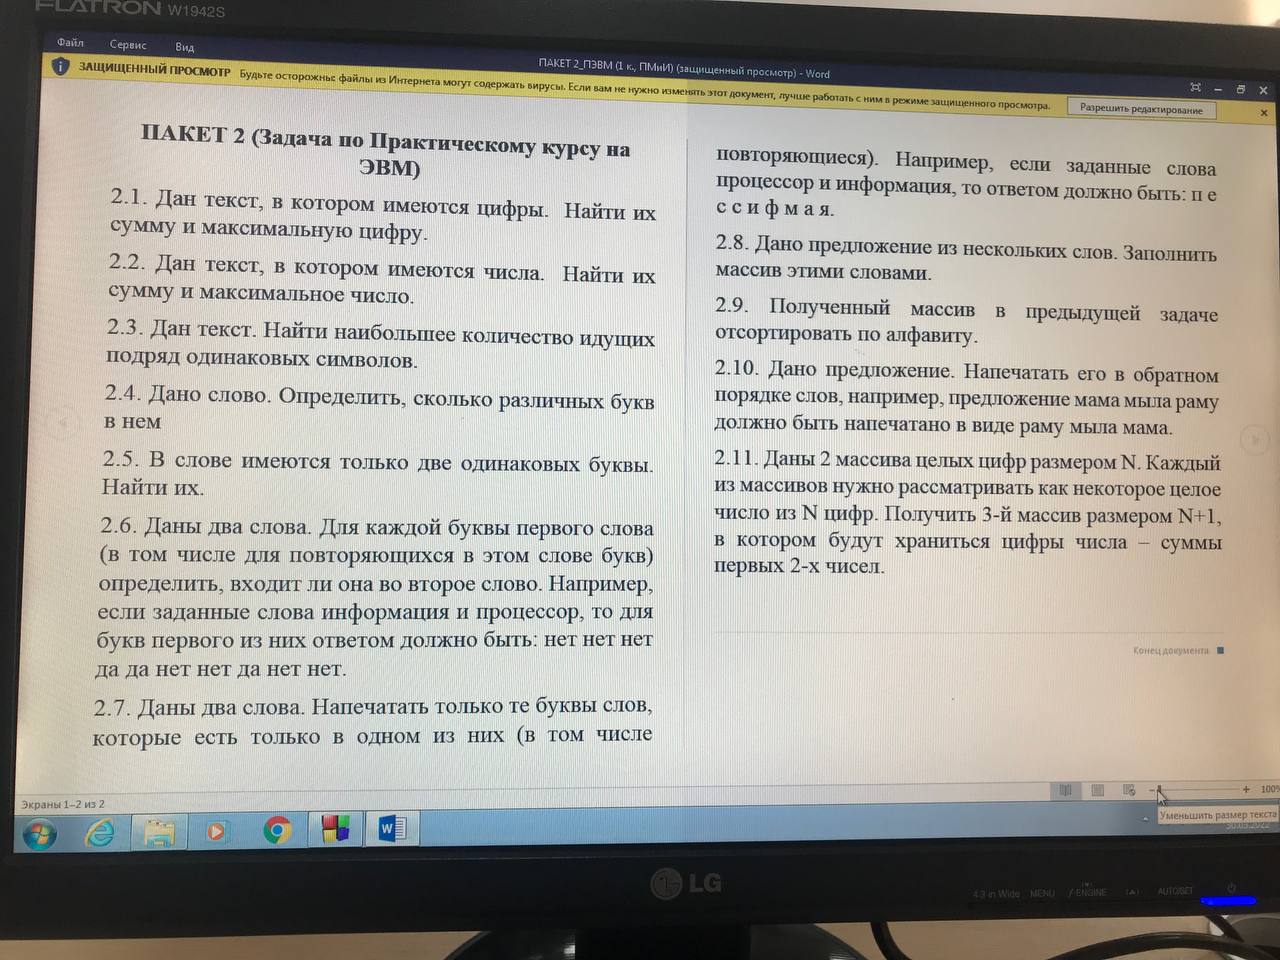 FLATRON W1942S
Файл Сервис Вид
ПАКЕТ 2_ПЭВМ (1 к., ПМиИ) (защищенный просмотр) - Word
ЗАЩИЩЕННЫЙ ПРОСМОТР Будьте осторожны: файлы из Интернета могут содержать вирусы. Если вам не нужно изменять этот документ, лучше работать с ним в режиме защищенного просмотра. Разрешить редактирование
ПАКЕТ 2 (Задача по Практическому курсу на
ЭВМ)
2.1. Дан текст, в котором имеются цифры. Найти их
сумму и максимальную цифру.
2.2. Дан текст, в котором имеются числа. Найти их
сумму и максимальное число.
2.3. Дан текст. Найти наибольшее количество идущих
подряд одинаковых символов.
2.4. Дано слово. Определить, сколько различных букв
в нем
2.5. В слове имеются только две одинаковых буквы.
Найти их.
2.6. Даны два слова. Для каждой буквы первого слова
(в том числе для повторяющихся в этом слове букв)
определить, входит ли она во второе слово. Например,
если заданные слова информация и процессор, то для
букв первого из них ответом должно быть: нет нет нет
да да нет нет да нет нет.
2.7. Даны два слова. Напечатать только те буквы слов,
которые есть только в одном из них (в том числе
повторяющиеся). Например, если заданные слова
процессор и информация, то ответом должно быть: п е
с с и ф м а я.
2.8. Дано предложение из нескольких слов. Заполнить
массив этими словами.
2.9. Полученный массив в предыдущей задаче
отсортировать по алфавиту.
2.10. Дано предложение. Напечатать его в обратном
порядке слов, например, предложение мама мыла раму
должно быть напечатано в виде раму мыла мама.
2.11. Даны 2 массива целых цифр размером N. Каждый
из массивов нужно рассматривать как некоторое целое
число из N цифр. Получить 3-й массив размером N+1,
в котором будут храниться цифры числа – суммы
первых 2-х чисел.
Конец документа
Экраны 1–2 из 2
100%
Уменьшить размер текста
LG
4:3 in Wide MENU f-ENGINE AUTO/SET